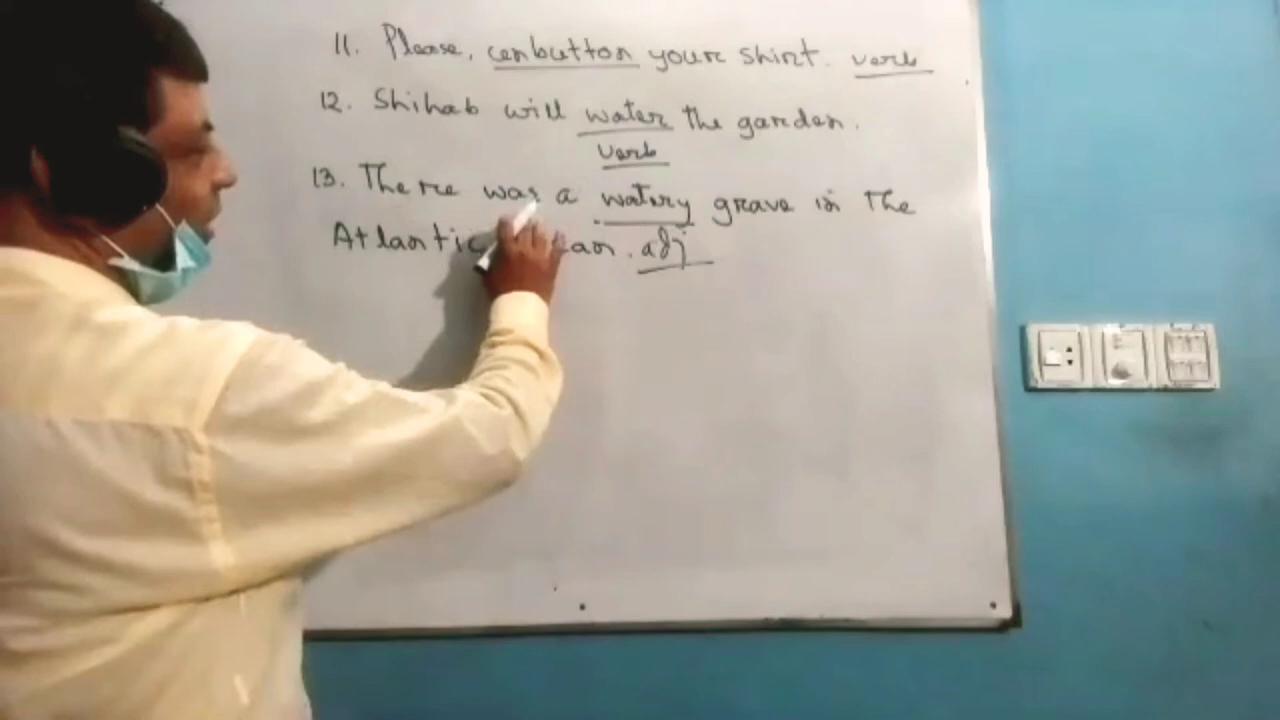 11. Please, unbutton your shirt. verb
12. Shihab will water the garden.
verb
13. There was a watery grave in the
Atlantic . adj